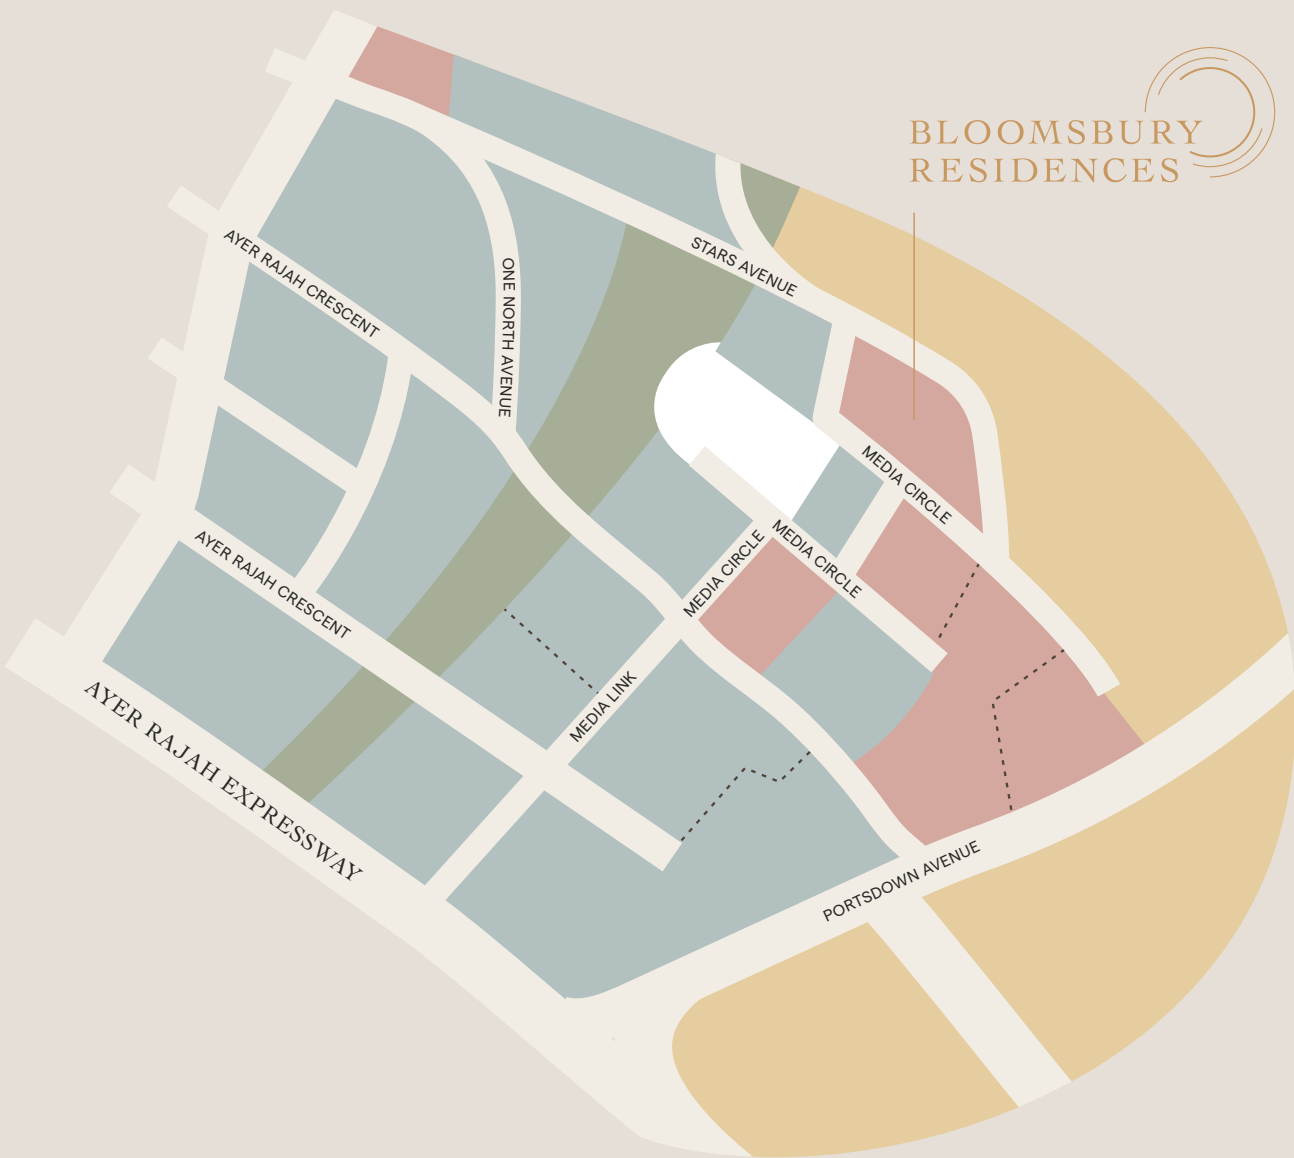 BLOOMSBURY
RESIDENCES
STARS AVENUE
AYER RAJAH CRESCENT
ONE NORTH AVENUE
MEDIA CIRCLE
MEDIA CIRCLE
MEDIA CIRCLE
AYER RAJAH CRESCENT
MEDIA LINK
AYER RAJAH EXPRESSWAY
PORTSDOWN AVENUE